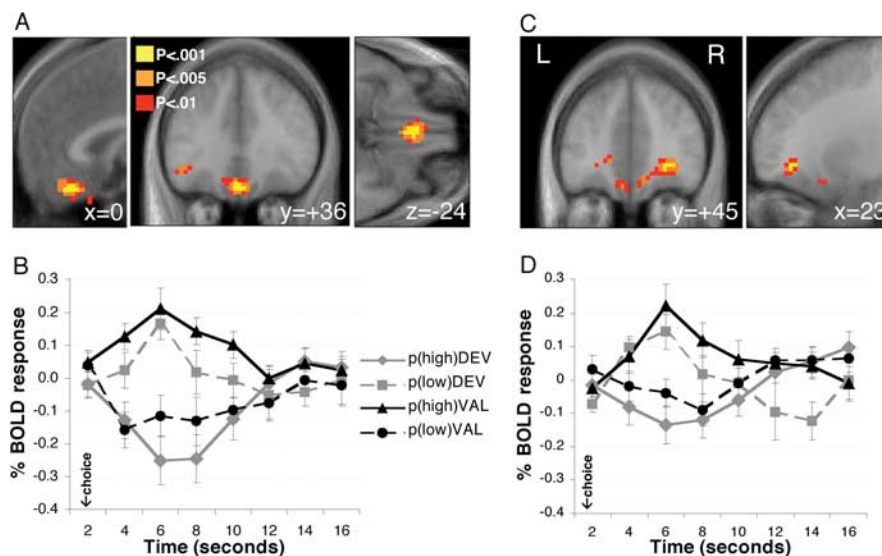 A
P<.001
P<.005
P<.01
x=0
y=+36
z=-24
C
L R
y=+45
x=23
B
% BOLD response
0.3
0.2
0.1
0.0
-0.1
-0.2
-0.3
-0.4
←choice
2 4 6 8 10 12 14 16
Time (seconds)
p(high)DEV
p(low)DEV
p(high)VAL
p(low)VAL
D
% BOLD response
0.3
0.2
0.1
0.0
-0.1
-0.2
-0.3
-0.4
←choice
2 4 6 8 10 12 14 16
Time (seconds)